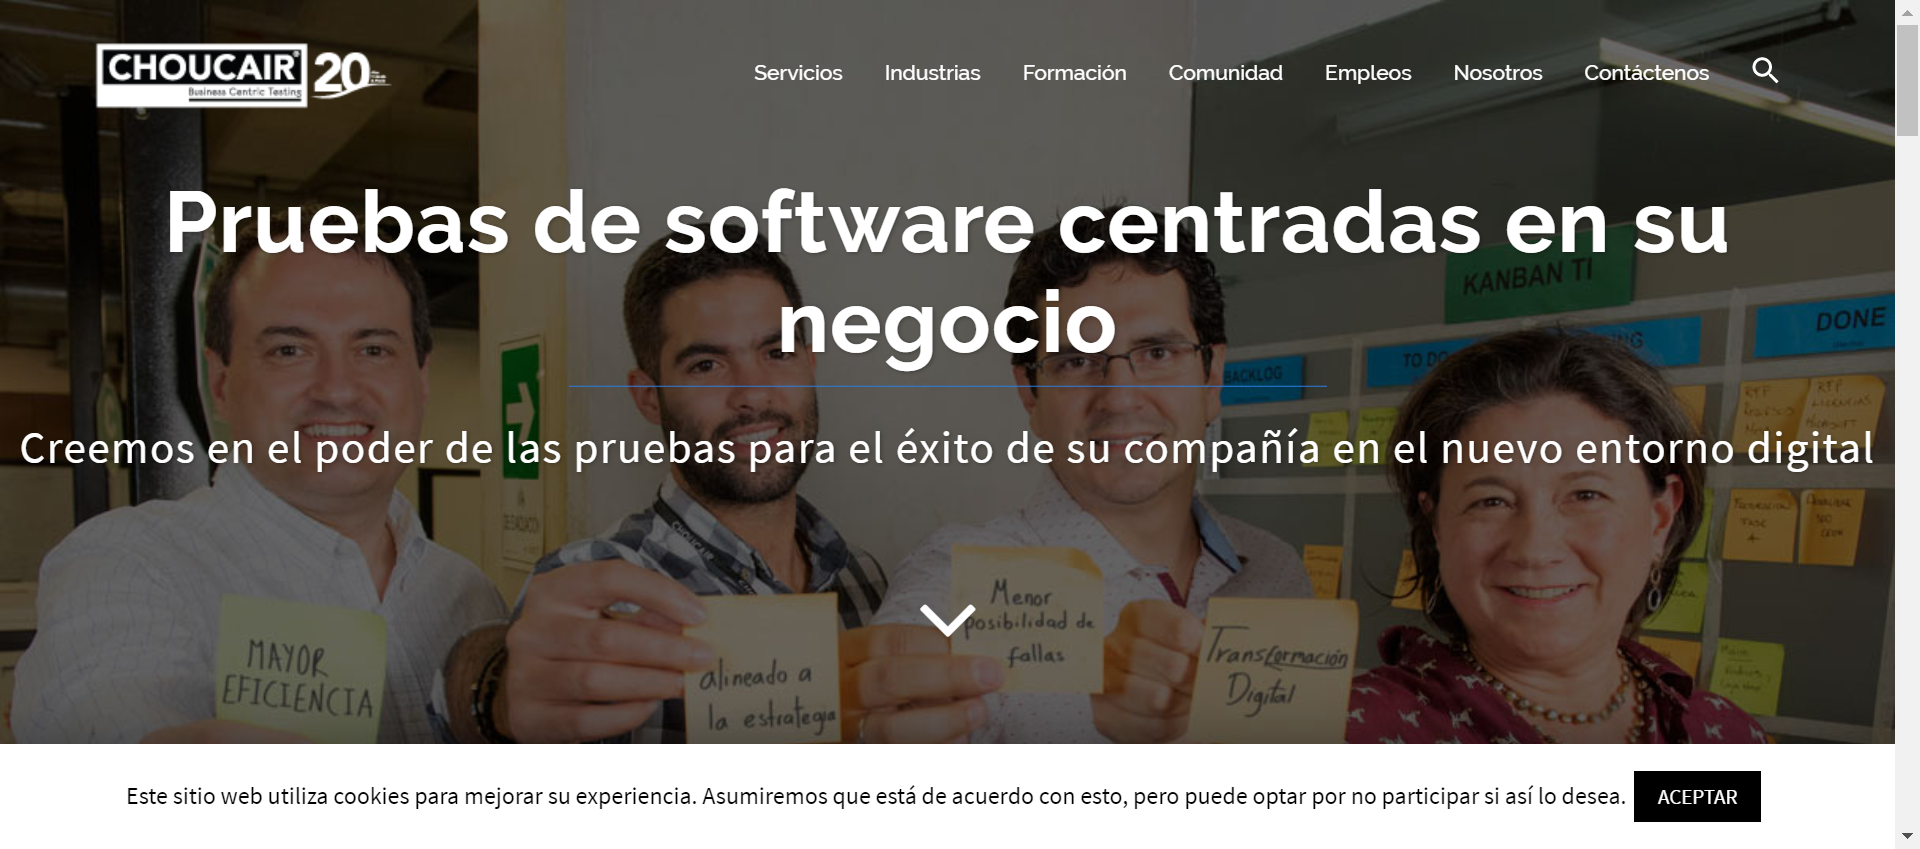 CHOUCAIR
Business Centric Testing
20
Servicios
Industrias
Formación
Comunidad
Empleos
Nosotros
Contáctenos
Pruebas de software centradas en su
negocio
Creemos en el poder de las pruebas para el éxito de su compañía en el nuevo entorno digital
KANBAN TI
BACKLOG
TO DO
DONE
CHOUCAIR
MAYOR
EFICIENCIA
alineado a
la estrategia
Menor
posibilidad de
fallas
Transformación
Digital
Este sitio web utiliza cookies para mejorar su experiencia. Asumiremos que está de acuerdo con esto, pero puede optar por no participar si así lo desea.
ACEPTAR